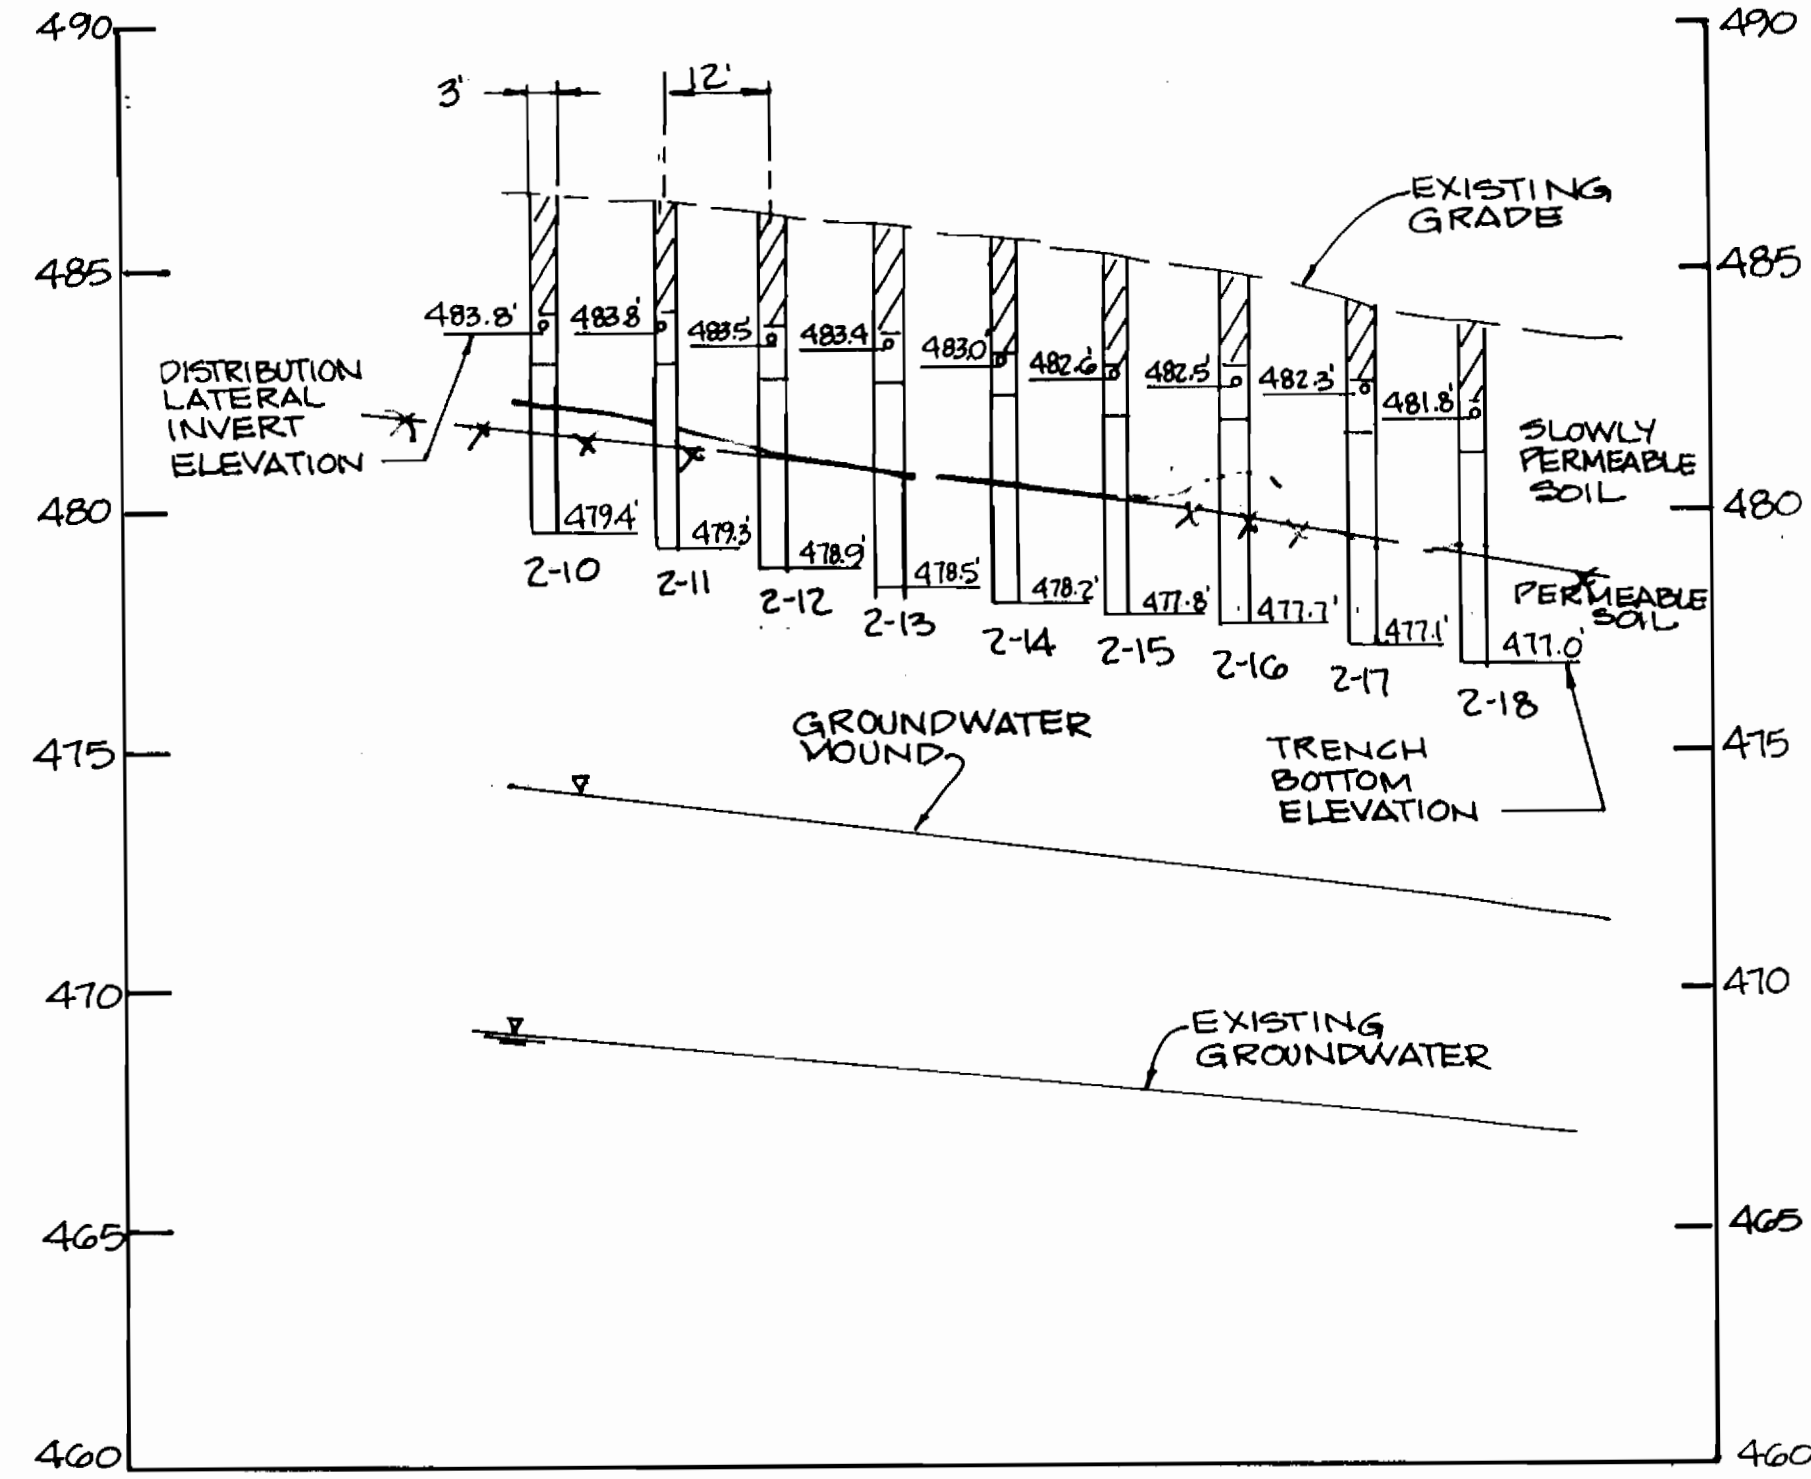 490
490
3'
12'
EXISTING
GRADE
485
485
483.8'
483.8'
483.5'
483.4
483.0'
482.6'
482.5'
482.3'
481.8'
DISTRIBUTION
LATERAL
INVERT
ELEVATION
SLOWLY
PERMEABLE
SOIL
480
480
479.4'
479.3'
478.9'
478.5'
478.2'
477.8'
477.7'
477.1'
477.0'
PERMEABLE
SOIL
2-10
2-11
2-12
2-13
2-14
2-15
2-16
2-17
2-18
GROUNDWATER
MOUND
TRENCH
BOTTOM
ELEVATION
475
475
470
470
EXISTING
GROUNDWATER
465
465
460
460